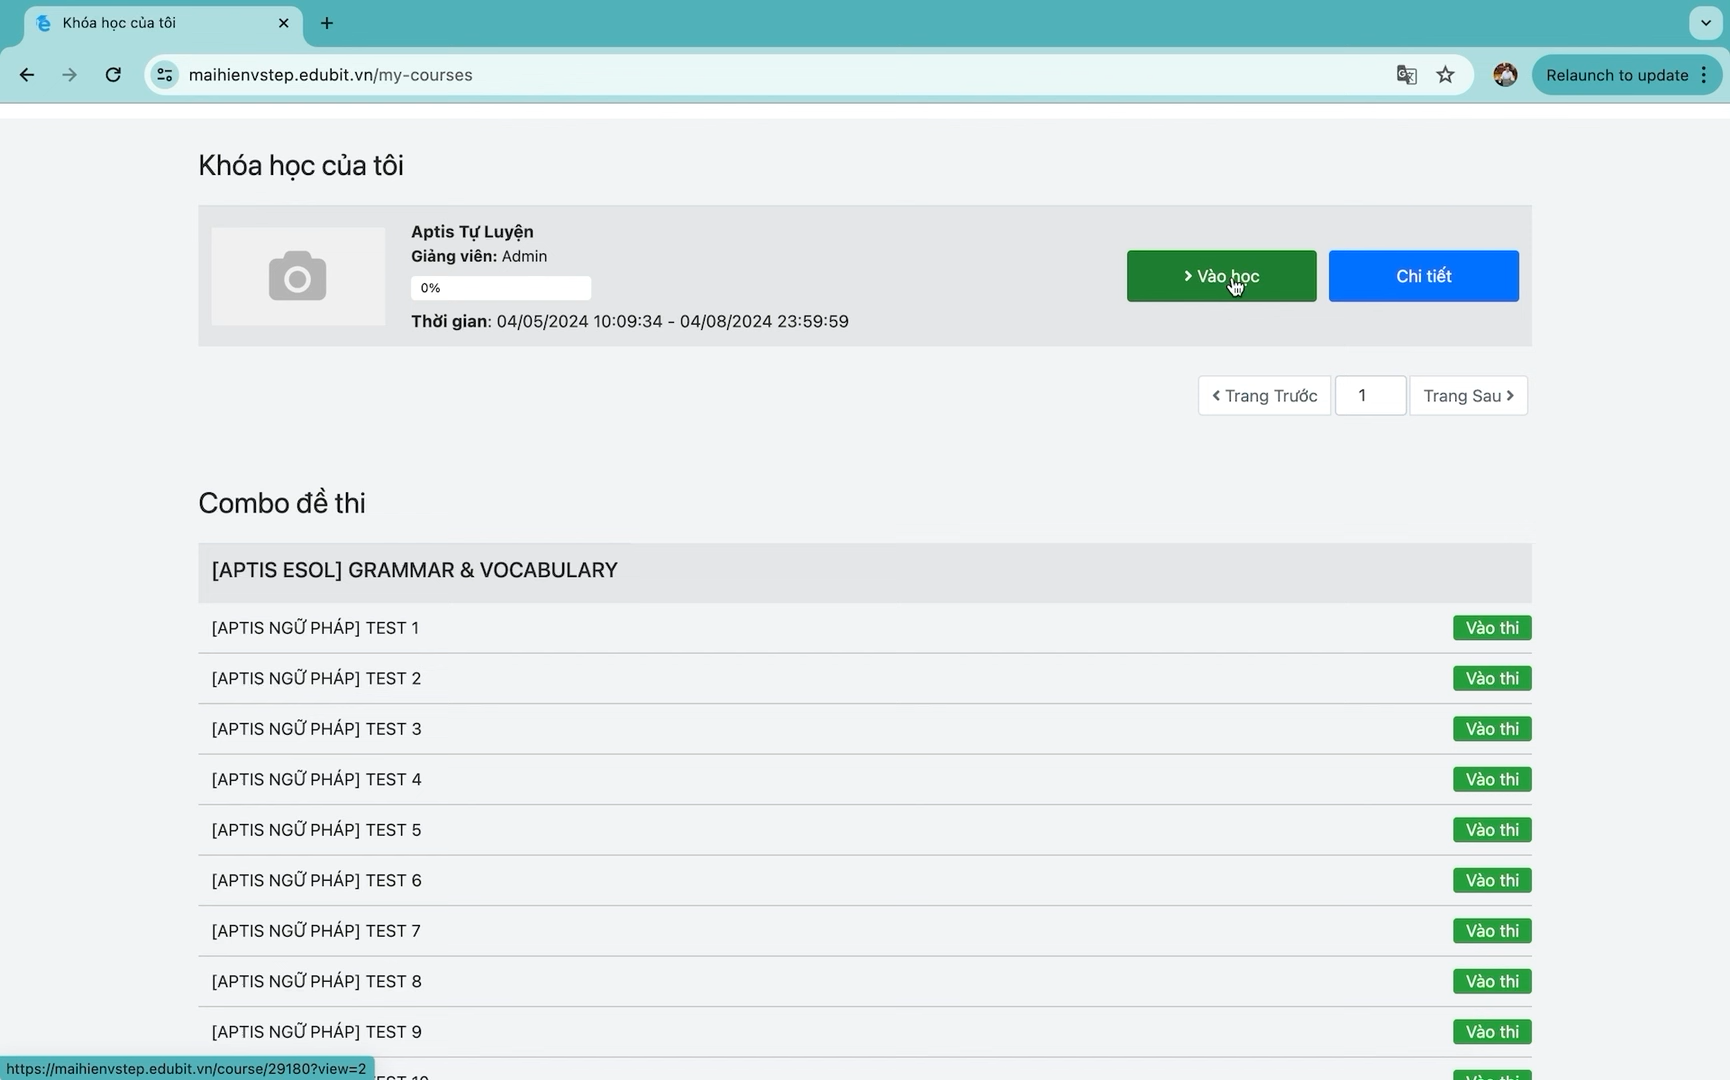 Khóa học của tôi
maihienvstep.edubit.vn/my-courses
Relaunch to update
Khóa học của tôi
Aptis Tự Luyện
Giảng viên: Admin
0%
Thời gian: 04/05/2024 10:09:34 - 04/08/2024 23:59:59
Vào học
Chi tiết
Trang Trước
1
Trang Sau
Combo đề thi
[APTIS ESOL] GRAMMAR & VOCABULARY
[APTIS NGỮ PHÁP] TEST 1 Vào thi
[APTIS NGỮ PHÁP] TEST 2 Vào thi
[APTIS NGỮ PHÁP] TEST 3 Vào thi
[APTIS NGỮ PHÁP] TEST 4 Vào thi
[APTIS NGỮ PHÁP] TEST 5 Vào thi
[APTIS NGỮ PHÁP] TEST 6 Vào thi
[APTIS NGỮ PHÁP] TEST 7 Vào thi
[APTIS NGỮ PHÁP] TEST 8 Vào thi
[APTIS NGỮ PHÁP] TEST 9 Vào thi
https://maihienvstep.edubit.vn/course/29180?view=2